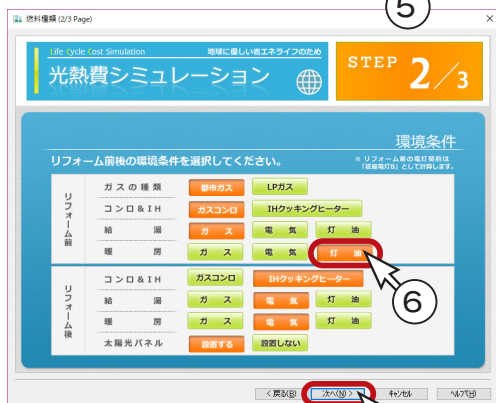 ⑤
燃料種類 (2/3 Page)
Life Cycle Cost Simulation 地球に優しい省エネライフのため
光熱費シミュレーション
STEP 2/3
環境条件
リフォーム前後の環境条件を選択してください。
※ リフォーム前の電灯契約は
「従量電灯B」として計算します。
リフォーム前
ガスの種類 都市ガス LPガス
コンロ&IH ガスコンロ IHクッキングヒーター
給湯 ガス 電気 灯油
暖房 ガス 電気 灯油
リフォーム後
コンロ&IH ガスコンロ IHクッキングヒーター
給湯 ガス 電気 灯油
暖房 ガス 電気 灯油
太陽光パネル 設置する 設置しない
⑥
< 戻る(B) 次へ(N) > キャンセル ヘルプ(H)